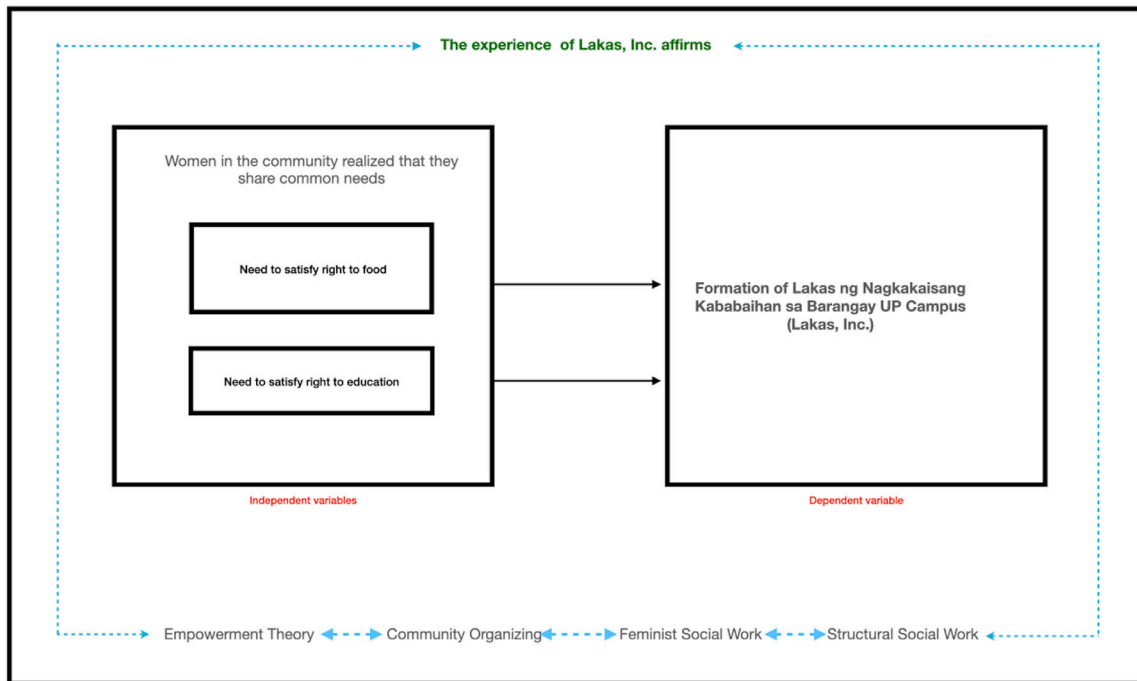 The experience of Lakas, Inc. affirms
Women in the community realized that they
share common needs
Need to satisfy right to food
Need to satisfy right to education
Independent variables
Formation of Lakas ng Nagkakaisang
Kababaihan sa Barangay UP Campus
(Lakas, Inc.)
Dependent variable
Empowerment Theory
Community Organizing
Feminist Social Work
Structural Social Work